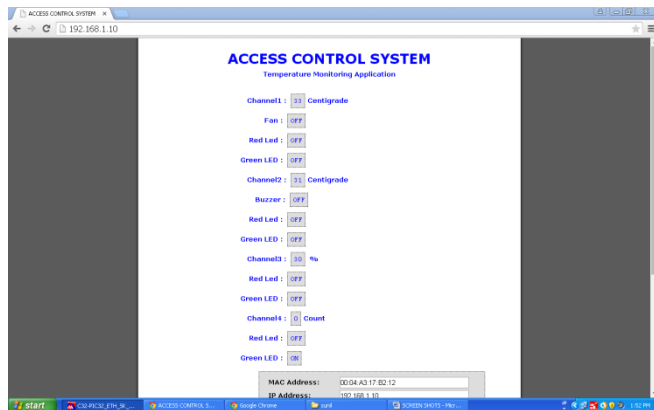 ACCESS CONTROL SYSTEM
192.168.1.10
ACCESS CONTROL SYSTEM
Temperature Monitoring Application
Channel1 : 33 Centigrade
Fan : OFF
Red Led : OFF
Green LED : OFF
Channel2 : 31 Centigrade
Buzzer : OFF
Red Led : OFF
Green LED : OFF
Channel3 : 30 %
Red Led : OFF
Green LED : OFF
Channel4 : 0 Count
Red Led : OFF
Green LED : ON
MAC Address: 00:04:A3:17:B2:12
IP Address: 192.168.1.10
start C32-PIC32_ETH_SK_... ACCESS CONTROL S... Google Chrome sunil SCREEN SHOTS - Micr... 1:52 PM